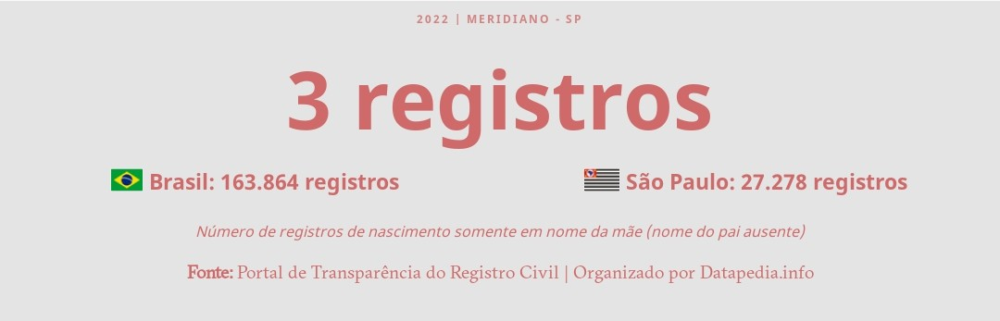 2022 | MERIDIANO - SP
3 registros
Brasil: 163.864 registros
São Paulo: 27.278 registros
Número de registros de nascimento somente em nome da mãe (nome do pai ausente)
Fonte: Portal de Transparência do Registro Civil | Organizado por Datapedia.info